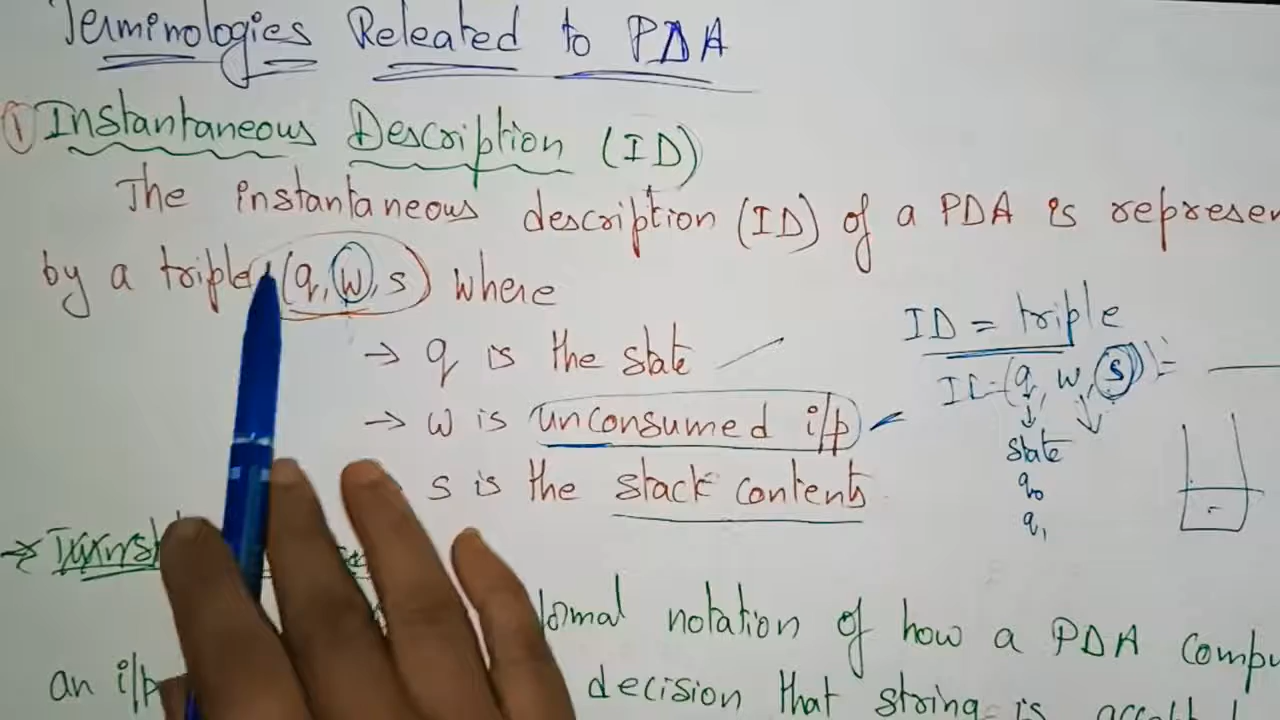 Terminologies Releated to PDA
① Instantaneous Description (ID)
The instantaneous description (ID) of a PDA is represen
by a triple (q, w, s) where
→ q is the state
→ w is unconsumed i/p
s is the stack contents
ID = triple
(q, w, s)
state
q0
q1
formal notation of how a PDA compu
an i/p decision that string is